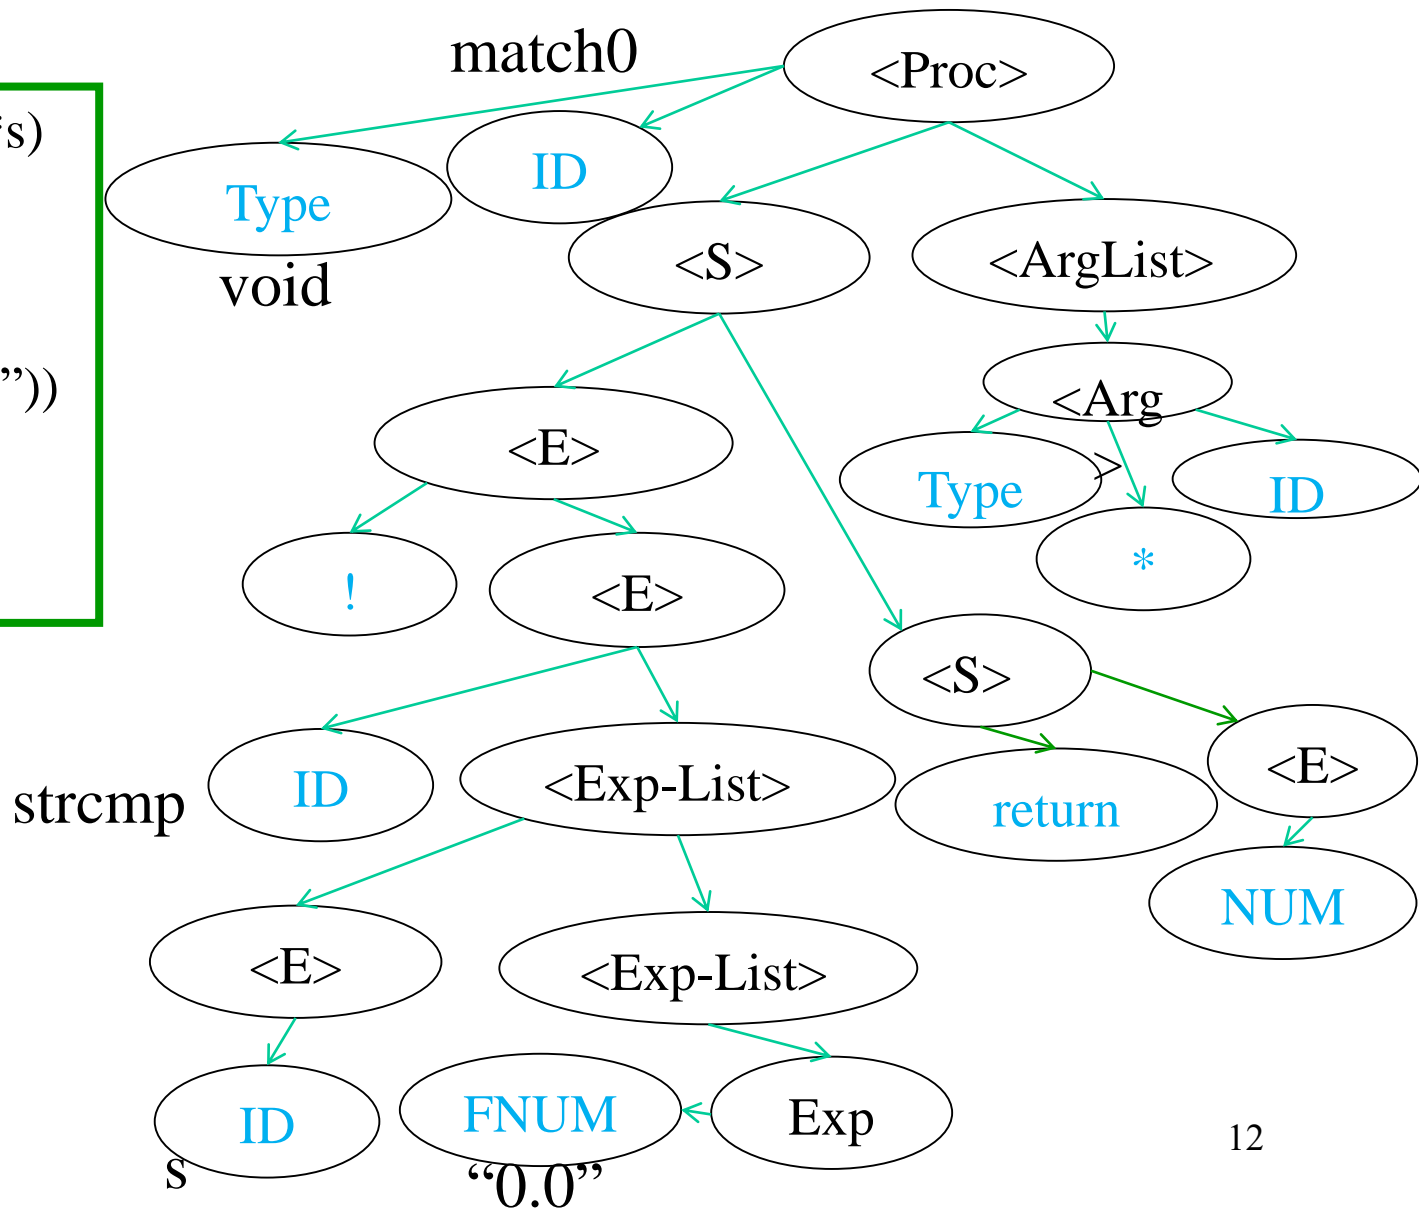 match0
<Proc>
s)
ID
Type
<S>
<ArgList>
void
”))
<Arg
>
<E>
Type
ID
*
!
<E>
<S>
<E>
ID
<Exp-List>
strcmp
return
NUM
<E>
<Exp-List>
ID
FNUM
Exp
s
“0.0”
12